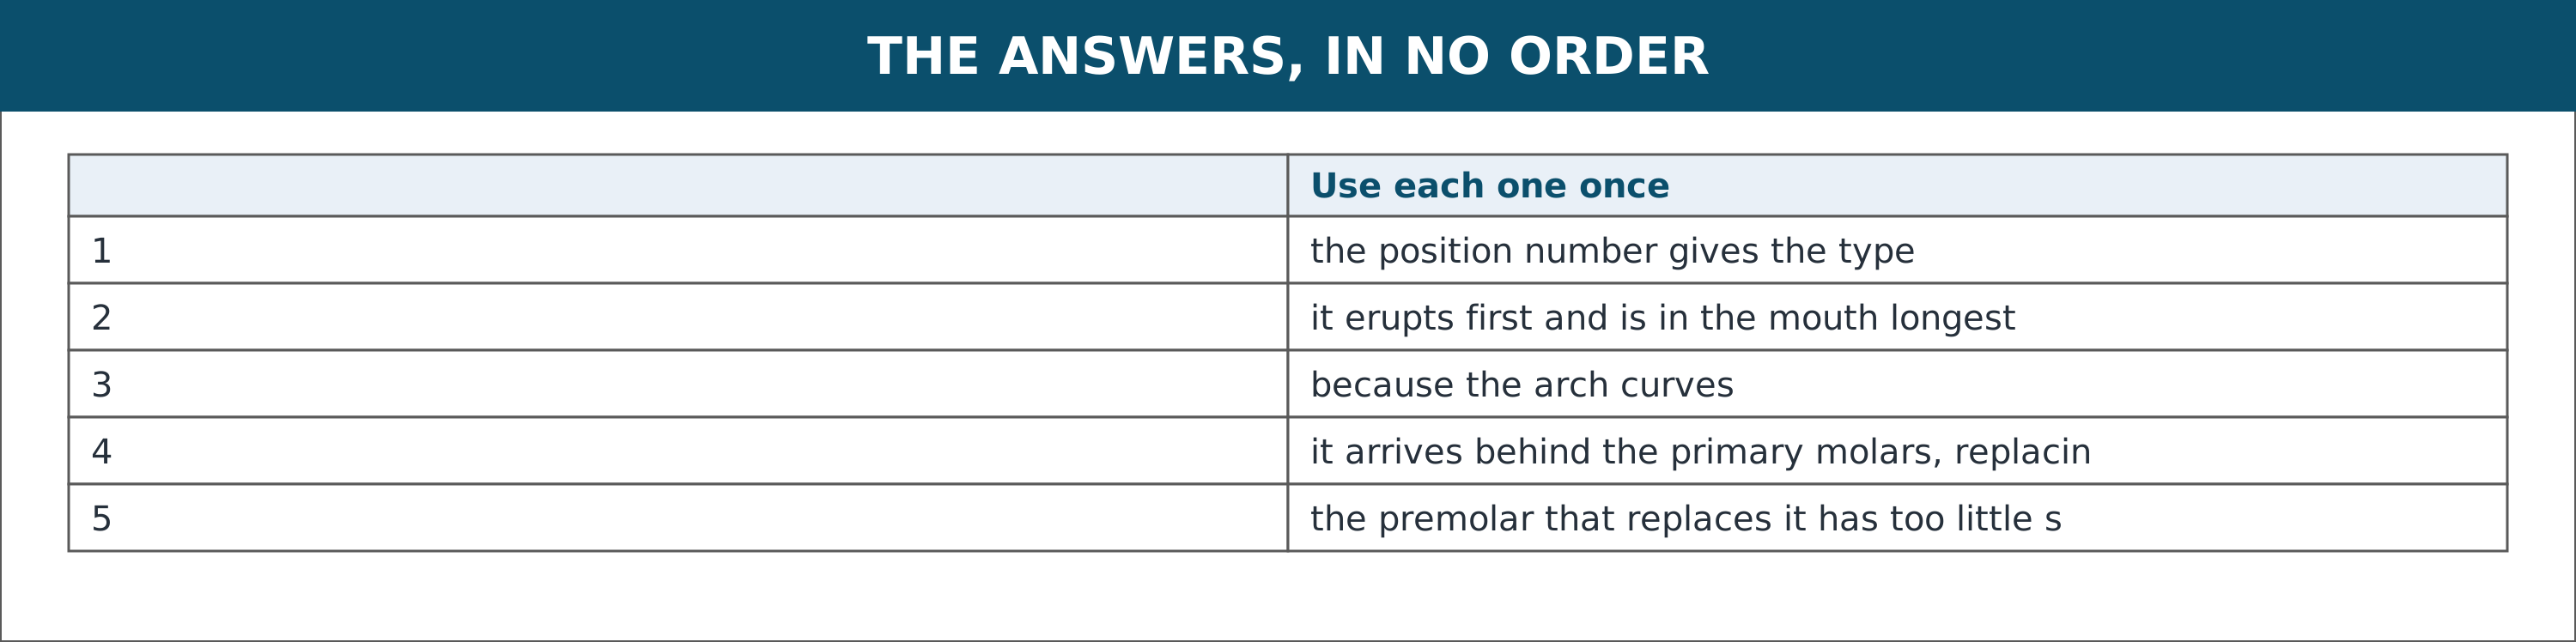 THE ANSWERS, IN NO ORDER
Use each one once
1 the position number gives the type
2 it erupts first and is in the mouth longest
3 because the arch curves
4 it arrives behind the primary molars, replacin
5 the premolar that replaces it has too little s